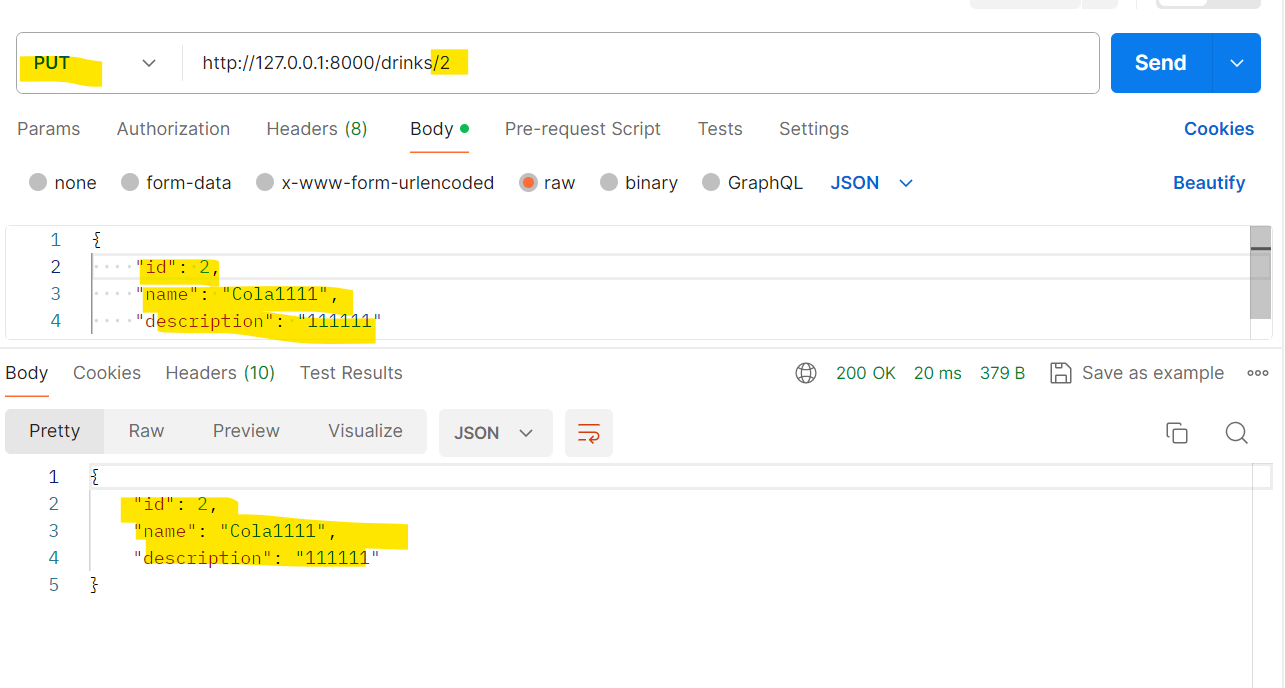 PUT http://127.0.0.1:8000/drinks/2 Send
Params Authorization Headers (8) Body Pre-request Script Tests Settings Cookies
none form-data x-www-form-urlencoded raw binary GraphQL JSON Beautify
1 {
2 "id": 2,
3 "name": "Cola1111",
4 "description": "111111"
Body Cookies Headers (10) Test Results 200 OK 20 ms 379 B Save as example
Pretty Raw Preview Visualize JSON
1 {
2 "id": 2,
3 "name": "Cola1111",
4 "description": "111111"
5 }